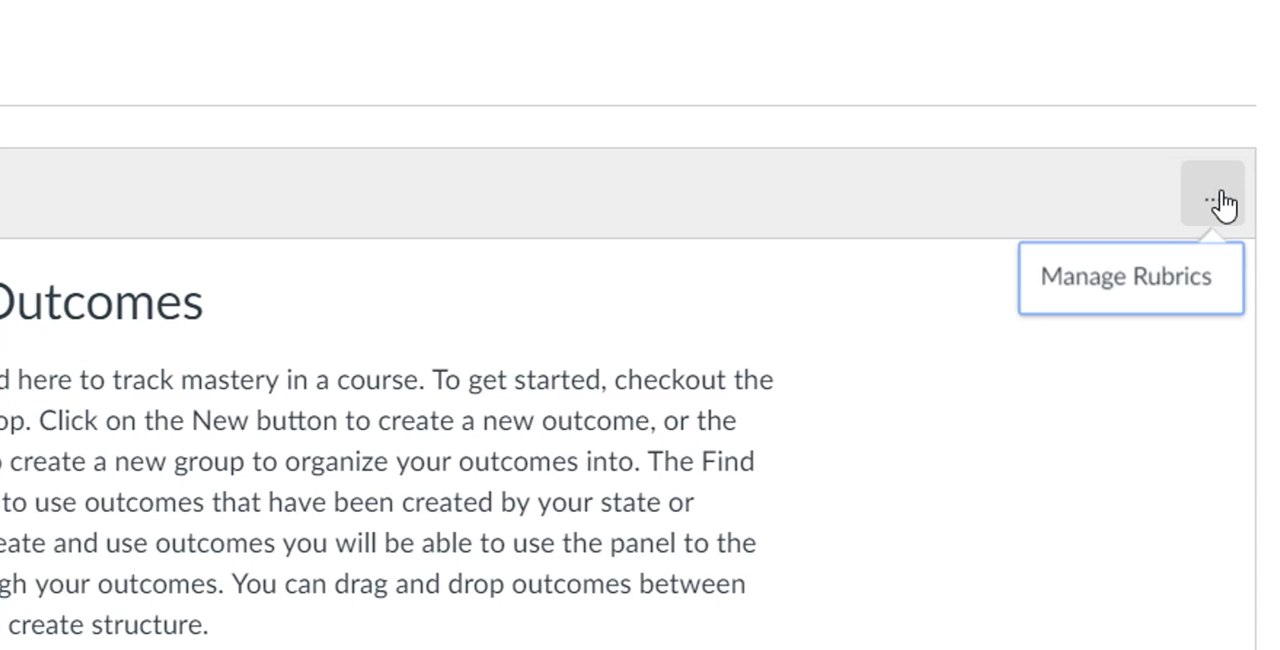 Manage Rubrics
Outcomes
here to track mastery in a course. To get started, checkout the
Click on the New button to create a new outcome, or the
create a new group to organize your outcomes into. The Find
to use outcomes that have been created by your state or
and use outcomes you will be able to use the panel to the
your outcomes. You can drag and drop outcomes between
create structure.